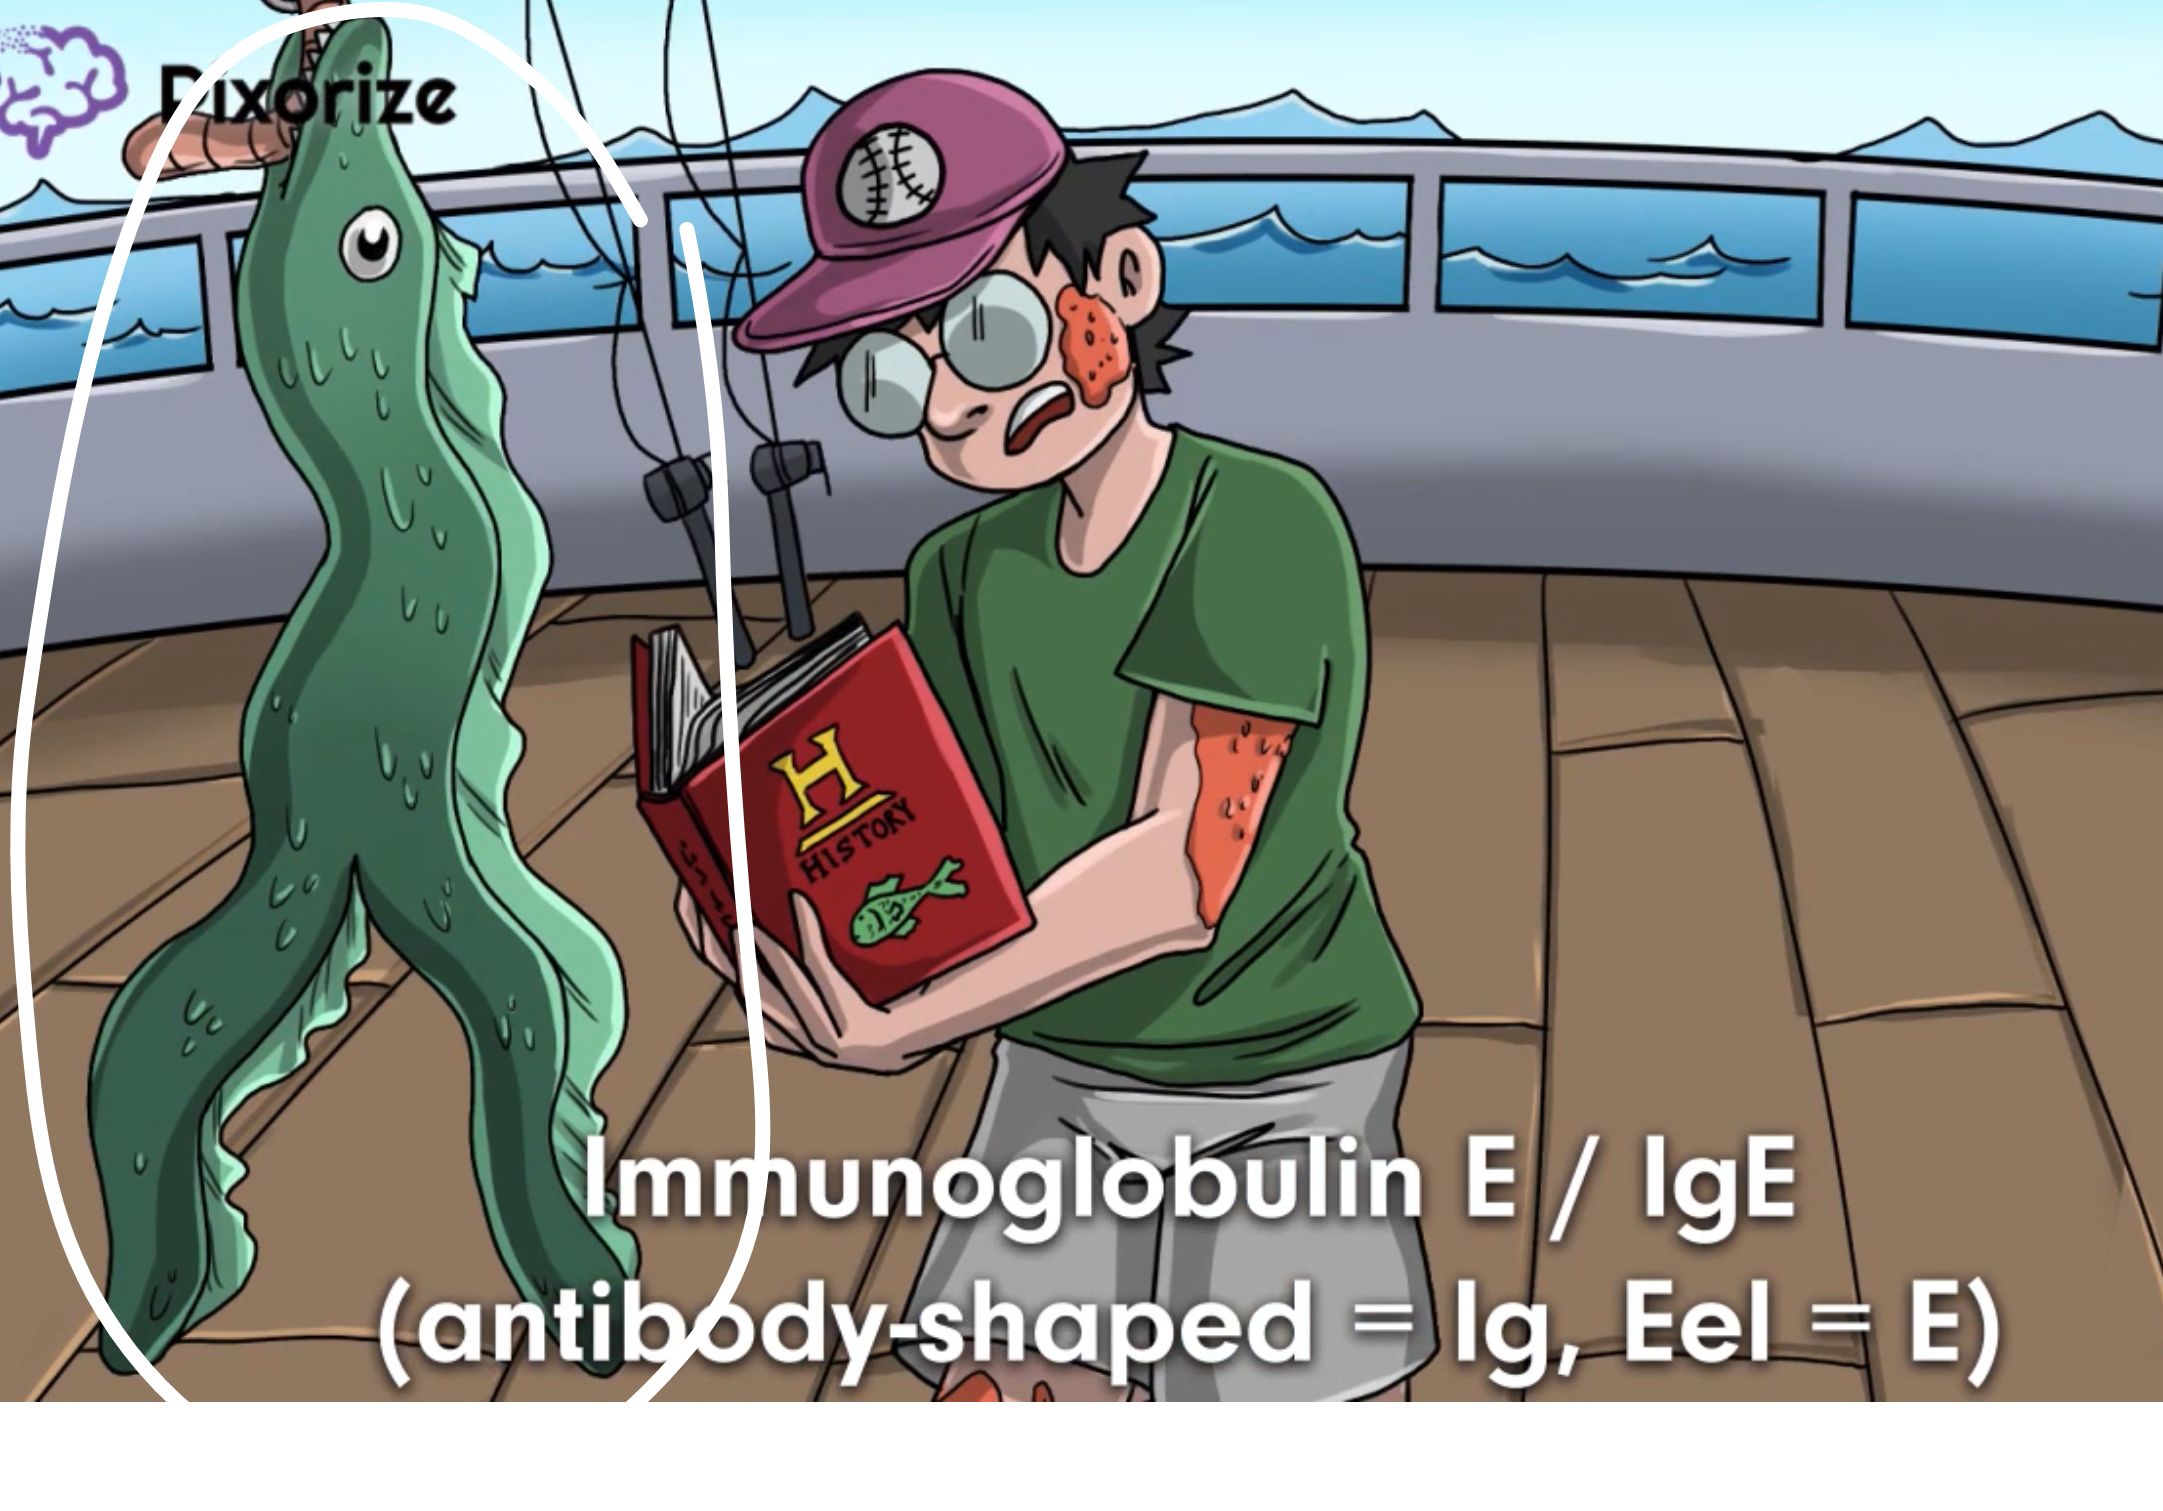 Pixorize
H
HISTORY
Immunoglobulin E / IgE
(antibody-shaped = Ig, Eel = E)